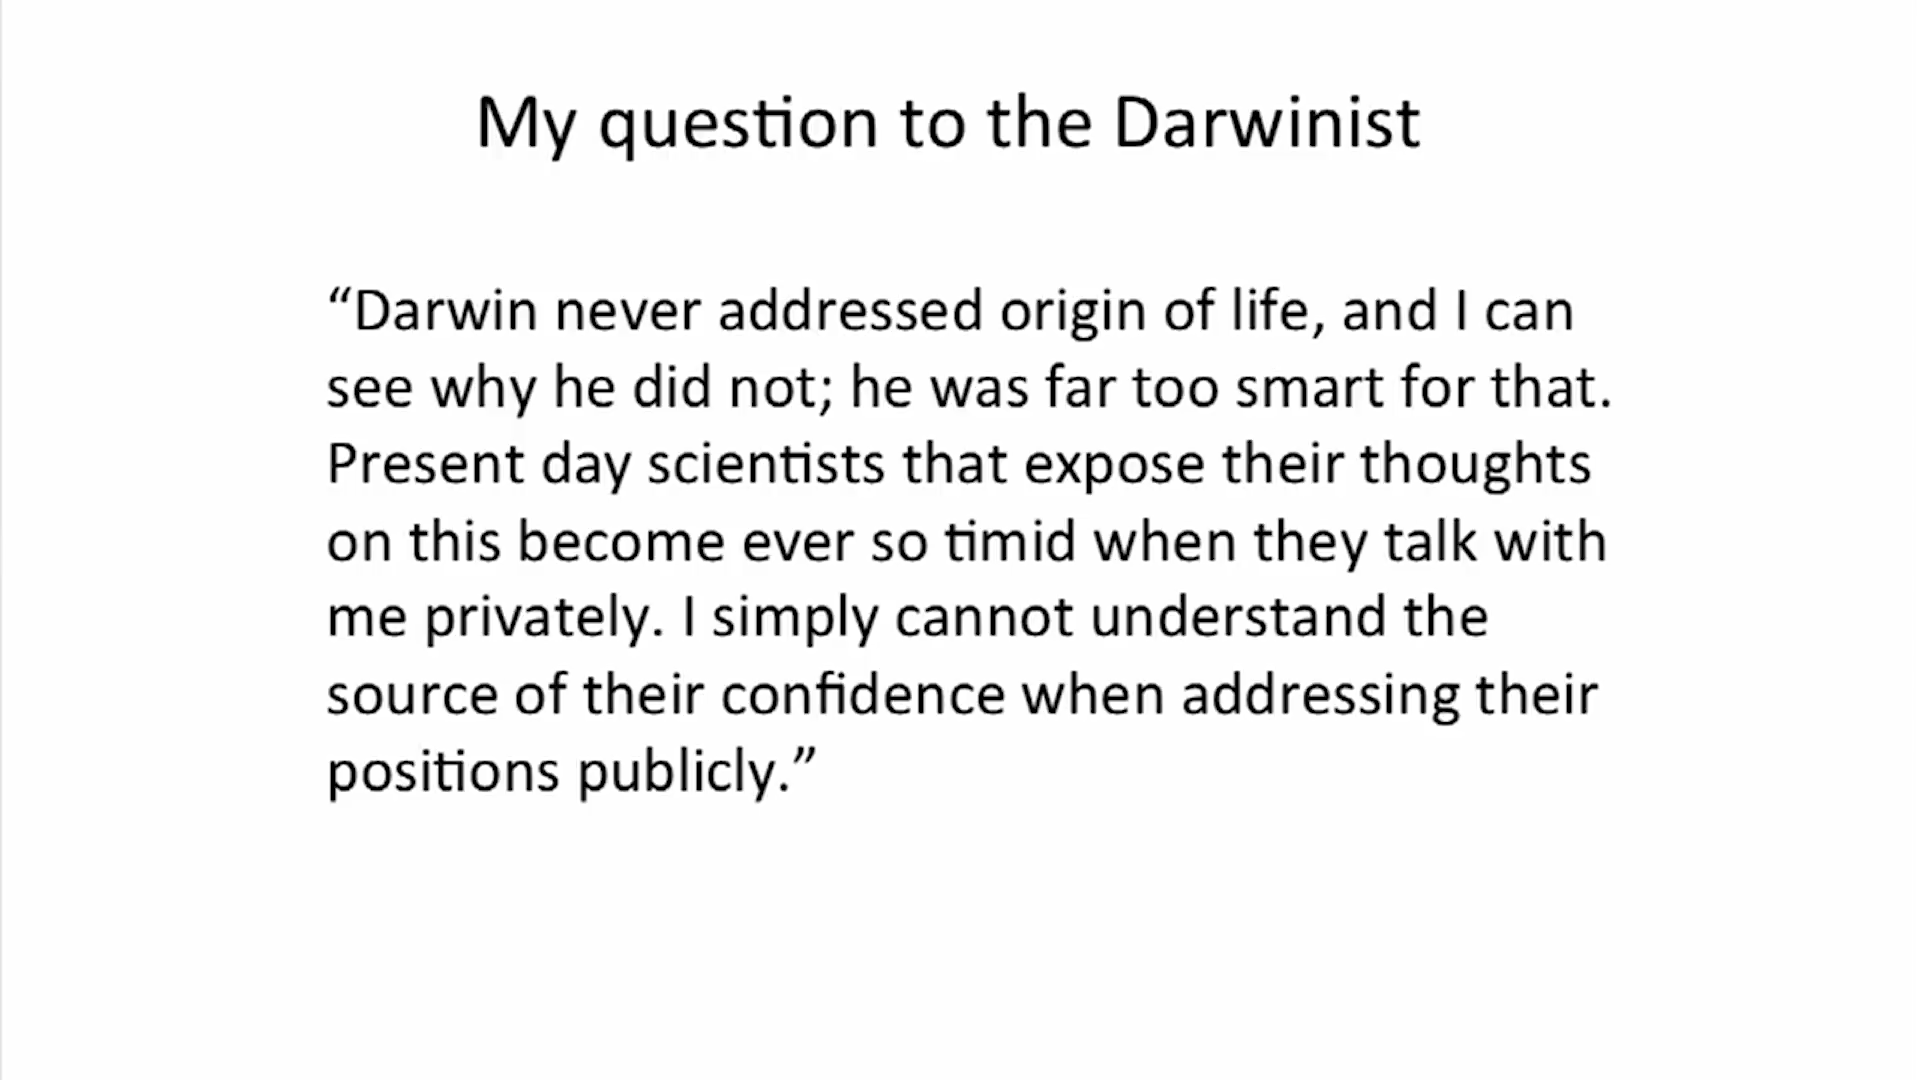 My question to the Darwinist
“Darwin never addressed origin of life, and I can
see why he did not; he was far too smart for that.
Present day scientists that expose their thoughts
on this become ever so timid when they talk with
me privately. I simply cannot understand the
source of their confidence when addressing their
positions publicly.”